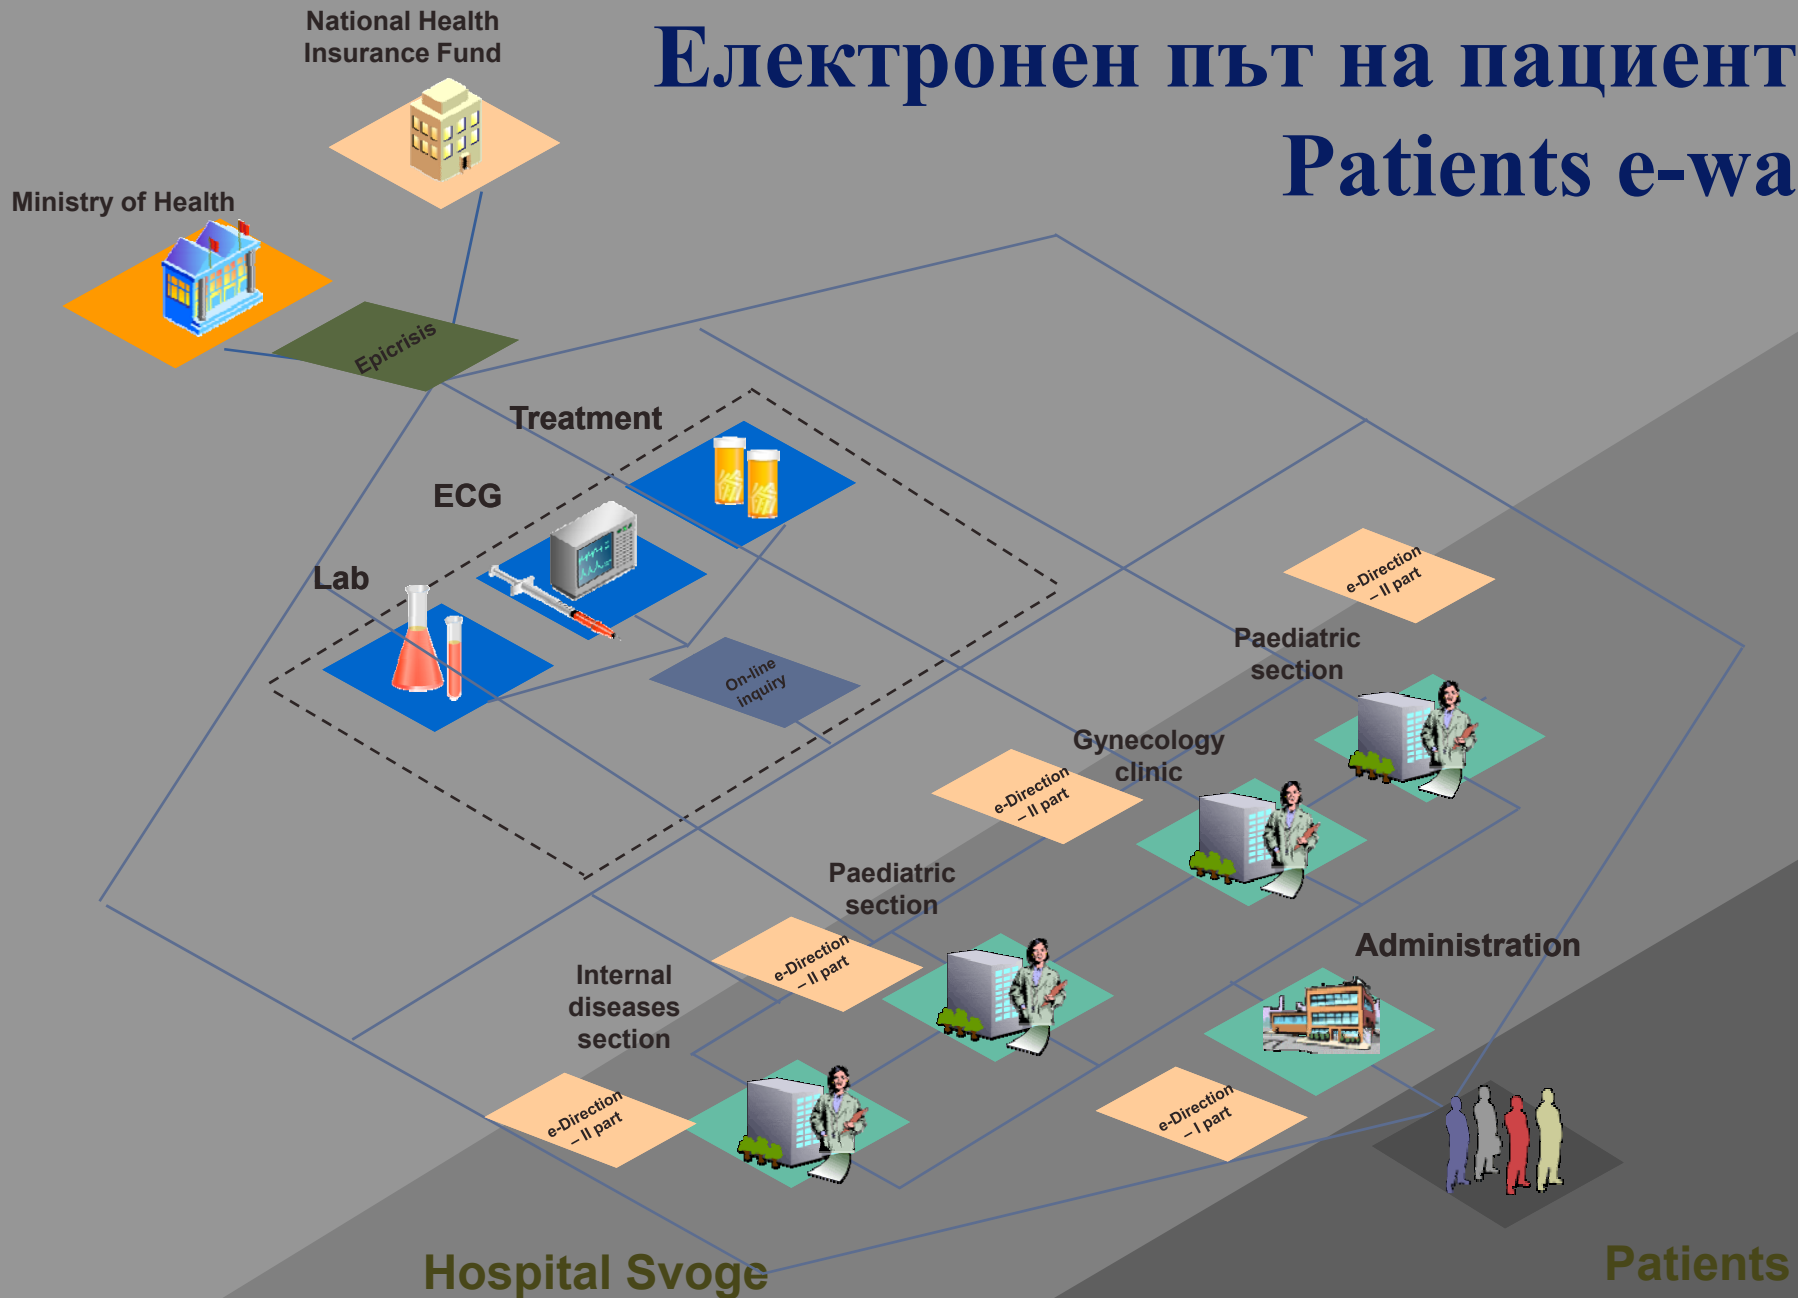 National Health
Insurance Fund
Електронен път на пациент
Patients e-wa
Ministry of Health
Epicrisis
Treatment
ECG
Lab
On-line
inquiry
e-Direction
– II part
Paediatric
section
Gynecology
clinic
e-Direction
– II part
Paediatric
section
e-Direction
– II part
Internal
diseases
section
Administration
e-Direction
– II part
e-Direction
– I part
Hospital Svoge
Patients